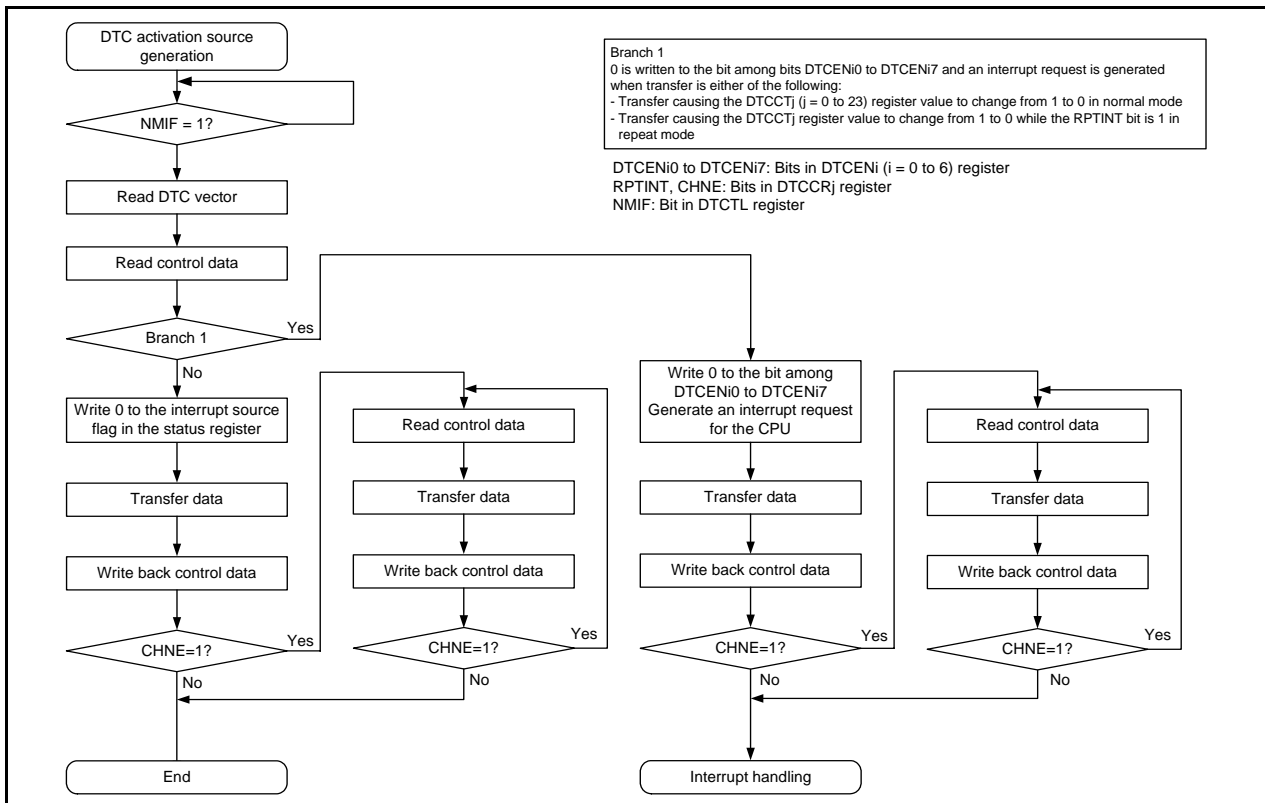 DTC activation source
generation
NMIF = 1?
Read DTC vector
Read control data
Branch 1
Yes
No
Write 0 to the interrupt source
flag in the status register
Transfer data
Write back control data
CHNE=1?
Yes
No
End
Read control data
Transfer data
Write back control data
CHNE=1?
Yes
No
Branch 1
0 is written to the bit among bits DTCENi0 to DTCENi7 and an interrupt request is generated
when transfer is either of the following:
- Transfer causing the DTCCTj (j = 0 to 23) register value to change from 1 to 0 in normal mode
- Transfer causing the DTCCTj register value to change from 1 to 0 while the RPTINT bit is 1 in
repeat mode
DTCENi0 to DTCENi7: Bits in DTCENi (i = 0 to 6) register
RPTINT, CHNE: Bits in DTCCRj register
NMIF: Bit in DTCTL register
Write 0 to the bit among
DTCENi0 to DTCENi7
Generate an interrupt request
for the CPU
Transfer data
Write back control data
CHNE=1?
Yes
No
Interrupt handling
Read control data
Transfer data
Write back control data
CHNE=1?
Yes
No